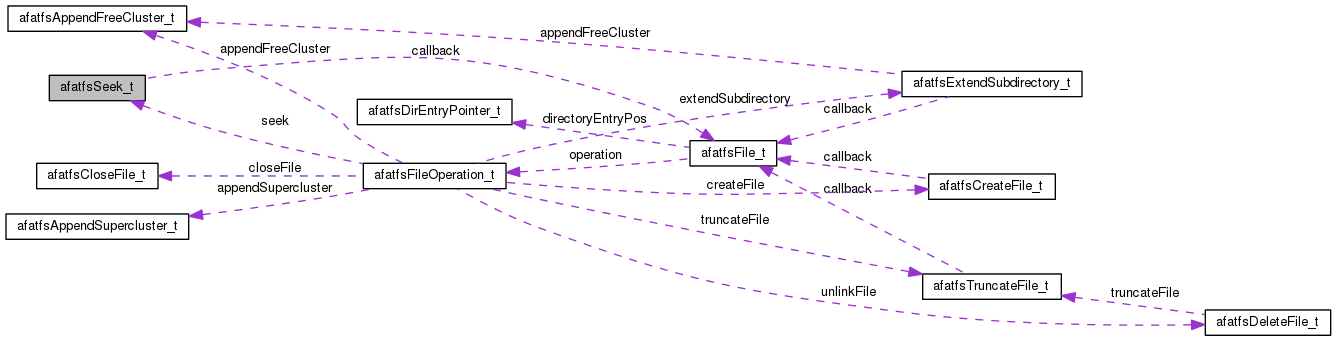 afatfsAppendFreeCluster_t
appendFreeCluster
appendFreeCluster
callback
afatfsSeek_t
afatfsExtendSubdirectory_t
extendSubdirectory
afatfsDirEntryPointer_t
callback
seek
directoryEntryPos
afatfsFile_t
operation
callback
closeFile
afatfsCloseFile_t
afatfsFileOperation_t
createFile
afatfsCreateFile_t
appendSupercluster
callback
afatfsAppendSupercluster_t
truncateFile
afatfsTruncateFile_t
unlinkFile
truncateFile
afatfsDeleteFile_t